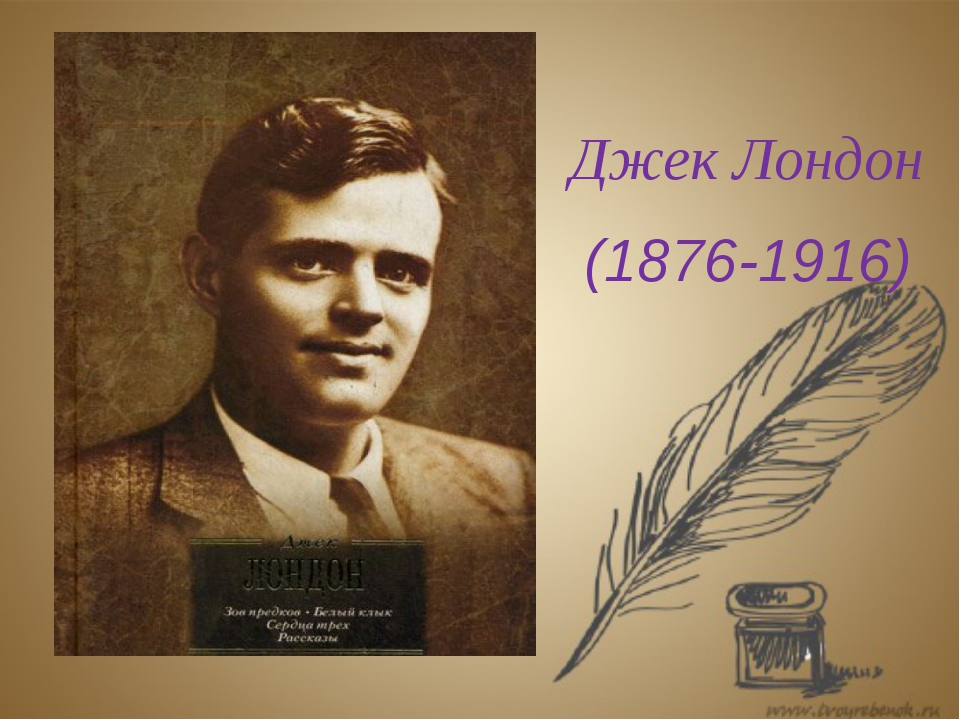 Джек Лондон
(1876-1916)
Джек
ЛОНДОН
Зов предков · Белый клык
Сердца трех
Рассказы
www.tvoyrebenok.ru